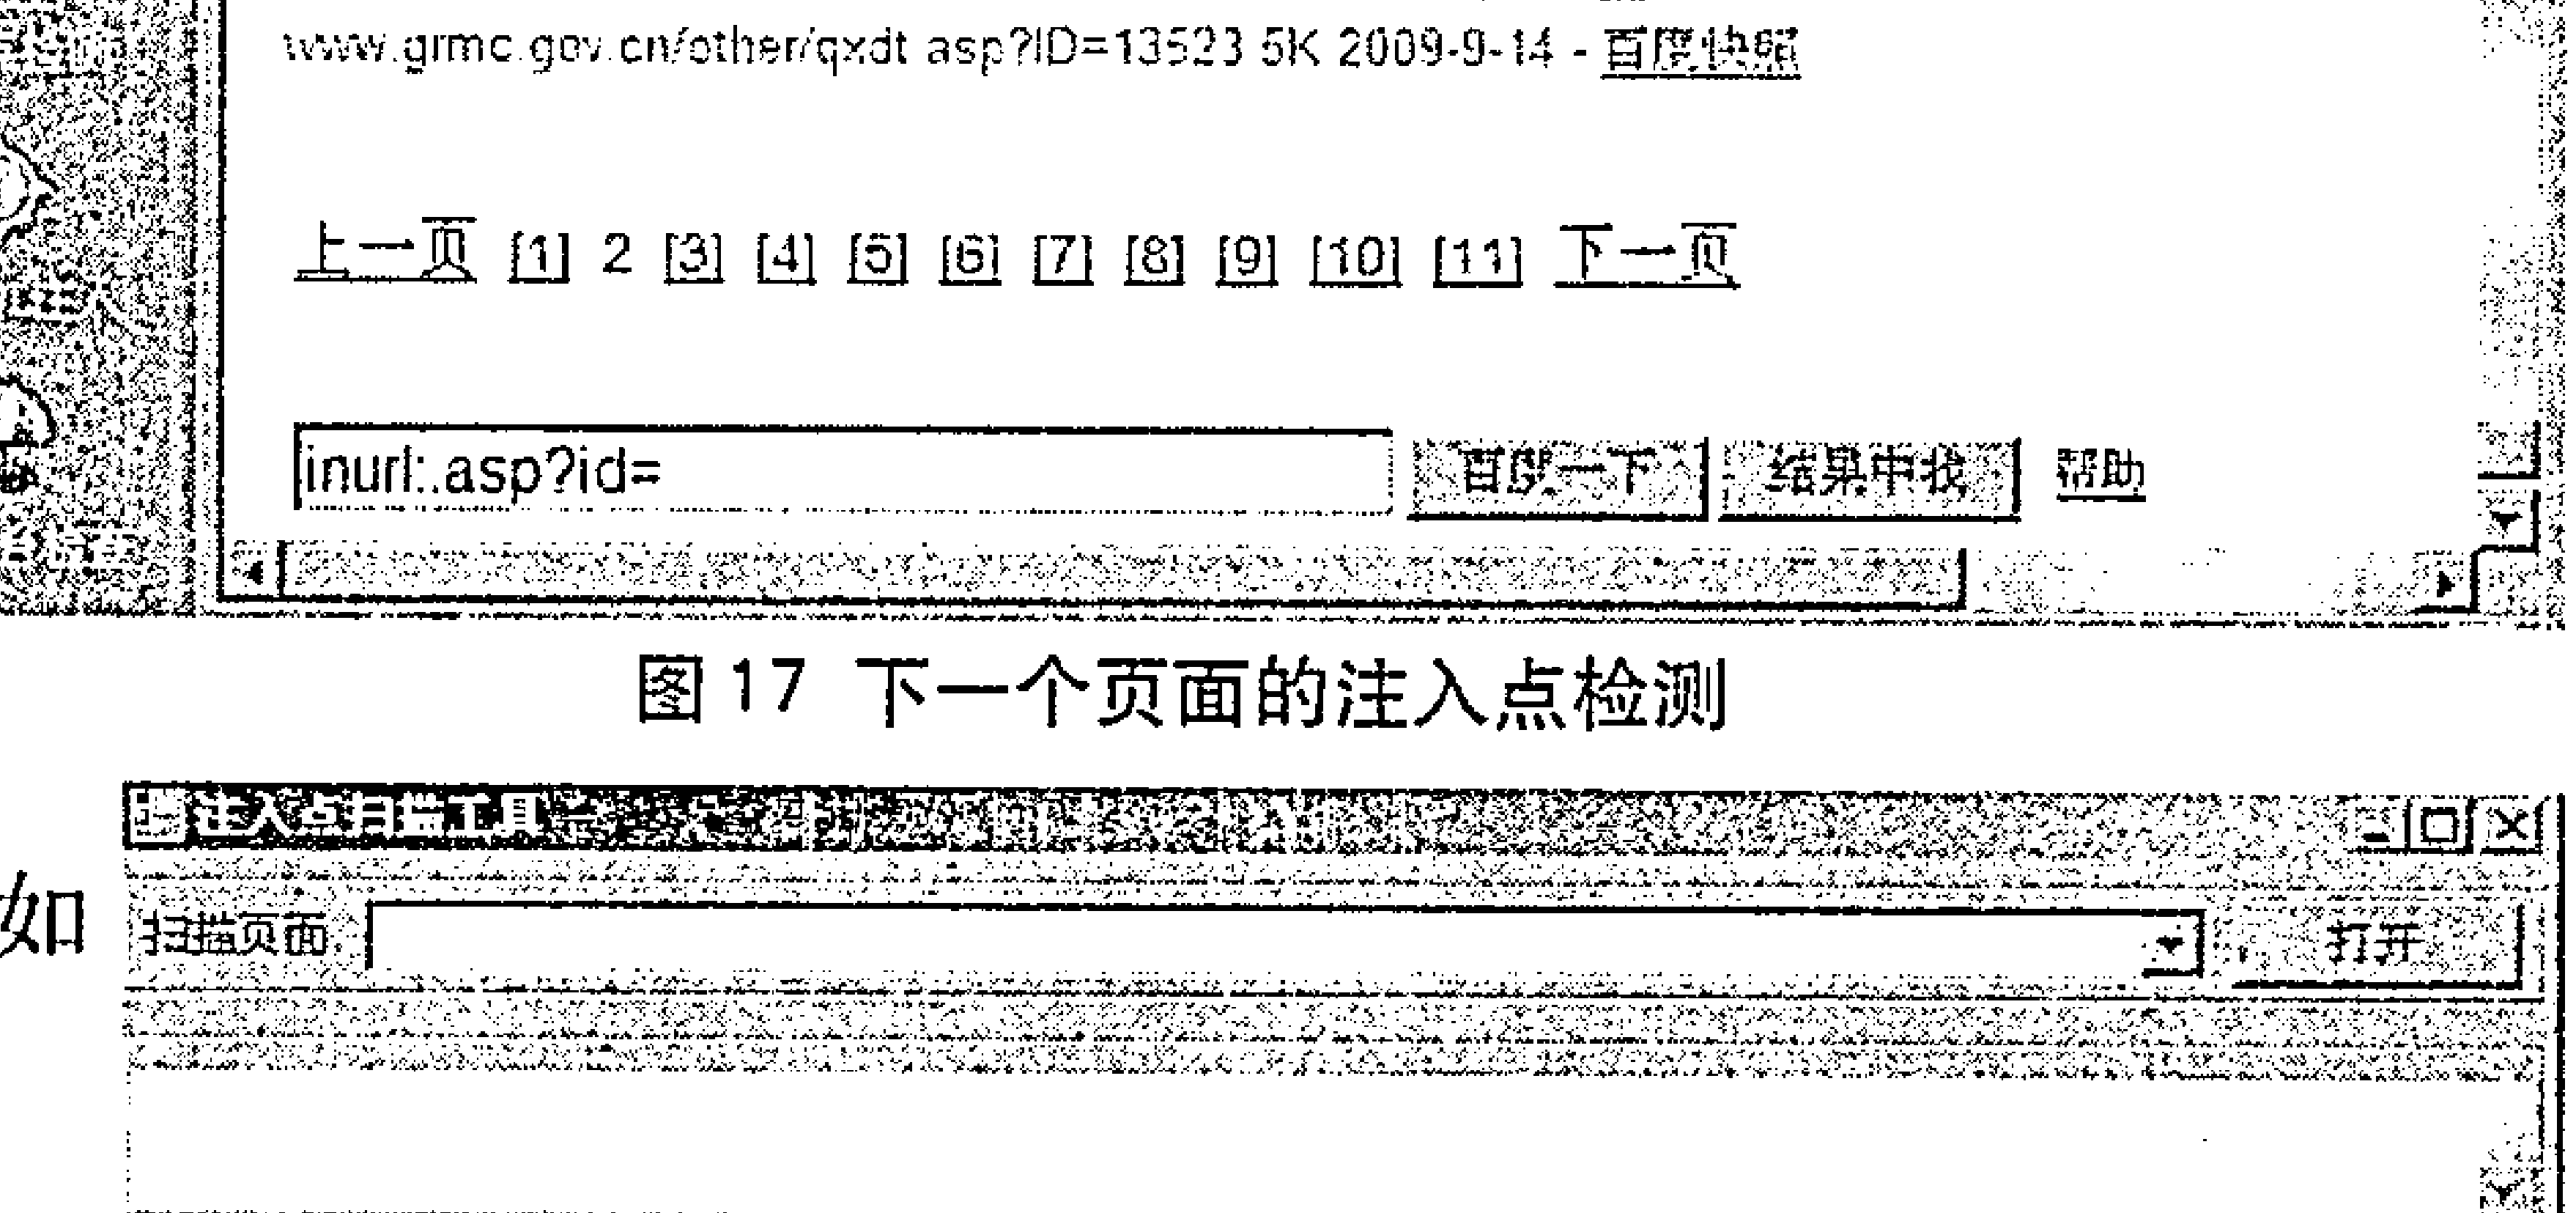 www.grmc.gov.cn/other/qxdt asp?ID=13523 5K 2009-9-14 - 百度快照
上一页 [1] 2 [3] [4] [5] [6] [7] [8] [9] [10] [11] 下一页
inurl:.asp?id= 百度一下 结果中找 帮助
图 17 下一个页面的注入点检测
注入点扫描工具
如
扫描页面: 打开